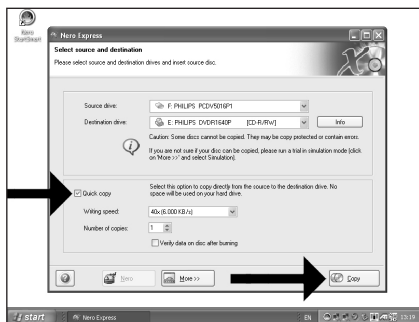 Nero
StartSmart
Nero Express
Select source and destination
Please select source and destination drives and insert source disc.
Source drive:
F: PHILIPS PCDV5016P1
Destination drive:
E: PHILIPS DVDR1640P [CD-R/RW]
Info
Caution: Some discs cannot be copied. They may be copy protected or contain errors.
If you are not sure if your disc can be copied, please run a trial in simulation mode (click
on 'More >>' and select Simulation).
Quick copy
Select this option to copy directly from the source to the destination drive. No
space will be used on your hard drive.
Writing speed:
40x (6.000 KB/s)
Number of copies:
1
Verify data on disc after burning
Nero
More >>
Copy
start
Nero Express
EN
13:19